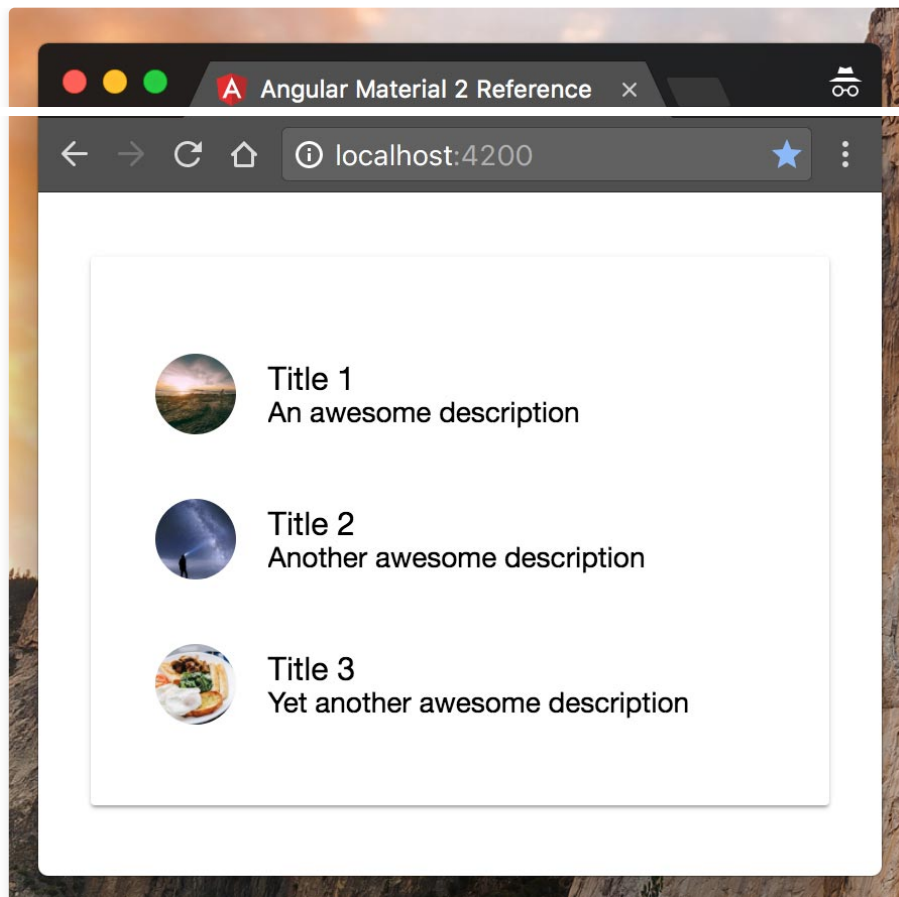 Angular Material 2 Reference
localhost:4200
Title 1
An awesome description
Title 2
Another awesome description
Title 3
Yet another awesome description